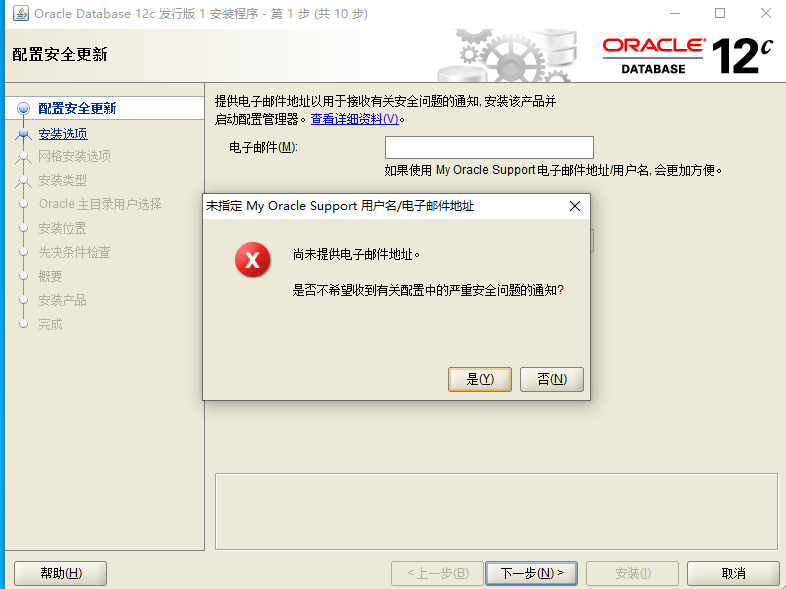 Oracle Database 12c 发行版 1 安装程序 - 第 1 步 (共 10 步)
配置安全更新
ORACLE®
DATABASE
12c
配置安全更新
安装选项
网格安装选项
安装类型
Oracle 主目录用户选择
安装位置
先决条件检查
概要
安装产品
完成
提供电子邮件地址以用于接收有关安全问题的通知, 安装该产品并
启动配置管理器。查看详细资料(V)。
电子邮件(M):
如果使用 My Oracle Support 电子邮件地址/用户名, 会更加方便。
未指定 My Oracle Support 用户名/电子邮件地址
尚未提供电子邮件地址。
是否不希望收到有关配置中的严重安全问题的通知?
是(Y)
否(N)
帮助(H)
< 上一步(B)
下一步(N) >
安装(I)
取消